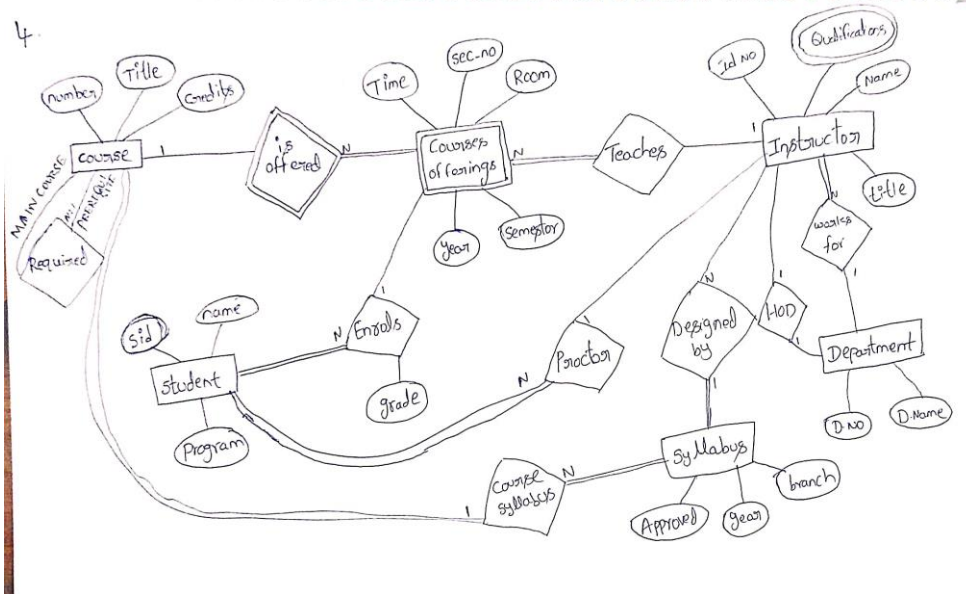 4.
number
Title
Credits
course
1
is
offered
N
Time
sec-no
Room
Courses
offerings
year
semestor
N
Teaches
1
Id NO
Qualifications
Name
Instructor
title
N
works
for
1
Department
D.NO
D.Name
1
HOD
1
N
Designed
by
1
Syllabus
Approved
year
branch
1
Proctor
N
1
Enrols
N
grade
Sid
name
Student
Program
MAIN COURSE
Required
1
course
syllabus
N